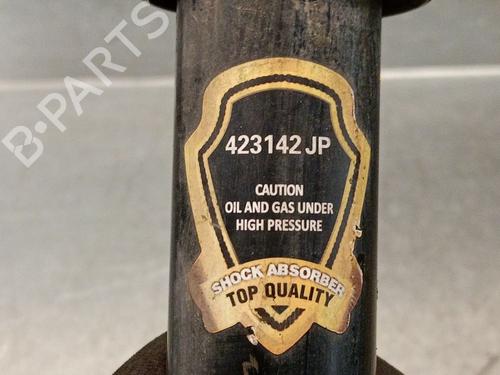 B-PARTS
423142 JP
CAUTION
OIL AND GAS UNDER
HIGH PRESSURE
SHOCK ABSORBER
TOP QUALITY